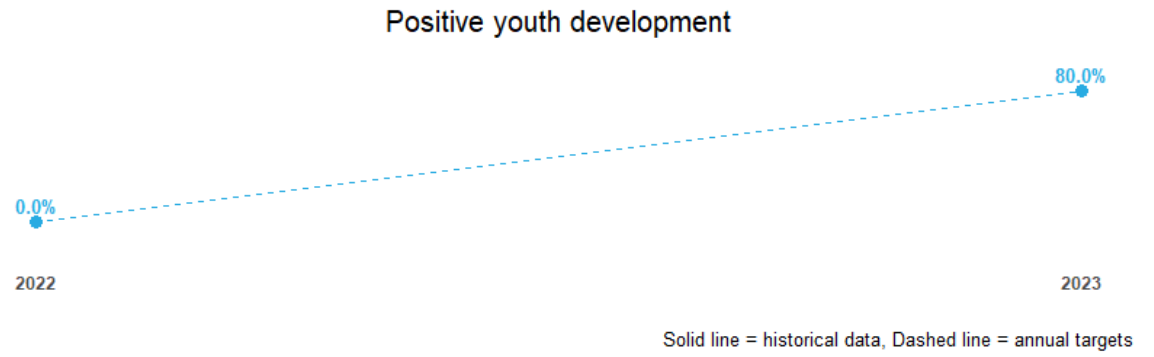 Positive youth development
80.0%
0.0%
2022
2023
Solid line = historical data, Dashed line = annual targets